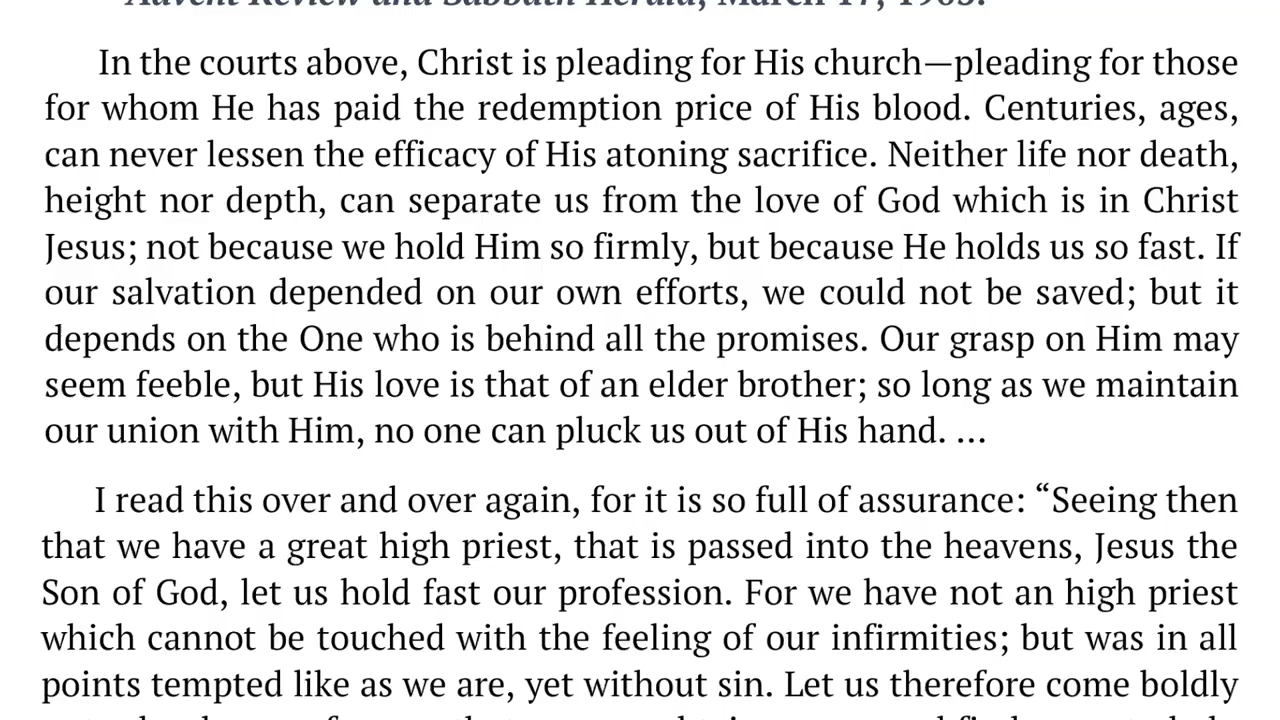 Advent Review and Sabbath Herald, March 17, 1903.
In the courts above, Christ is pleading for His church—pleading for those
for whom He has paid the redemption price of His blood. Centuries, ages,
can never lessen the efficacy of His atoning sacrifice. Neither life nor death,
height nor depth, can separate us from the love of God which is in Christ
Jesus; not because we hold Him so firmly, but because He holds us so fast. If
our salvation depended on our own efforts, we could not be saved; but it
depends on the One who is behind all the promises. Our grasp on Him may
seem feeble, but His love is that of an elder brother; so long as we maintain
our union with Him, no one can pluck us out of His hand. ...
I read this over and over again, for it is so full of assurance: “Seeing then
that we have a great high priest, that is passed into the heavens, Jesus the
Son of God, let us hold fast our profession. For we have not an high priest
which cannot be touched with the feeling of our infirmities; but was in all
points tempted like as we are, yet without sin. Let us therefore come boldly